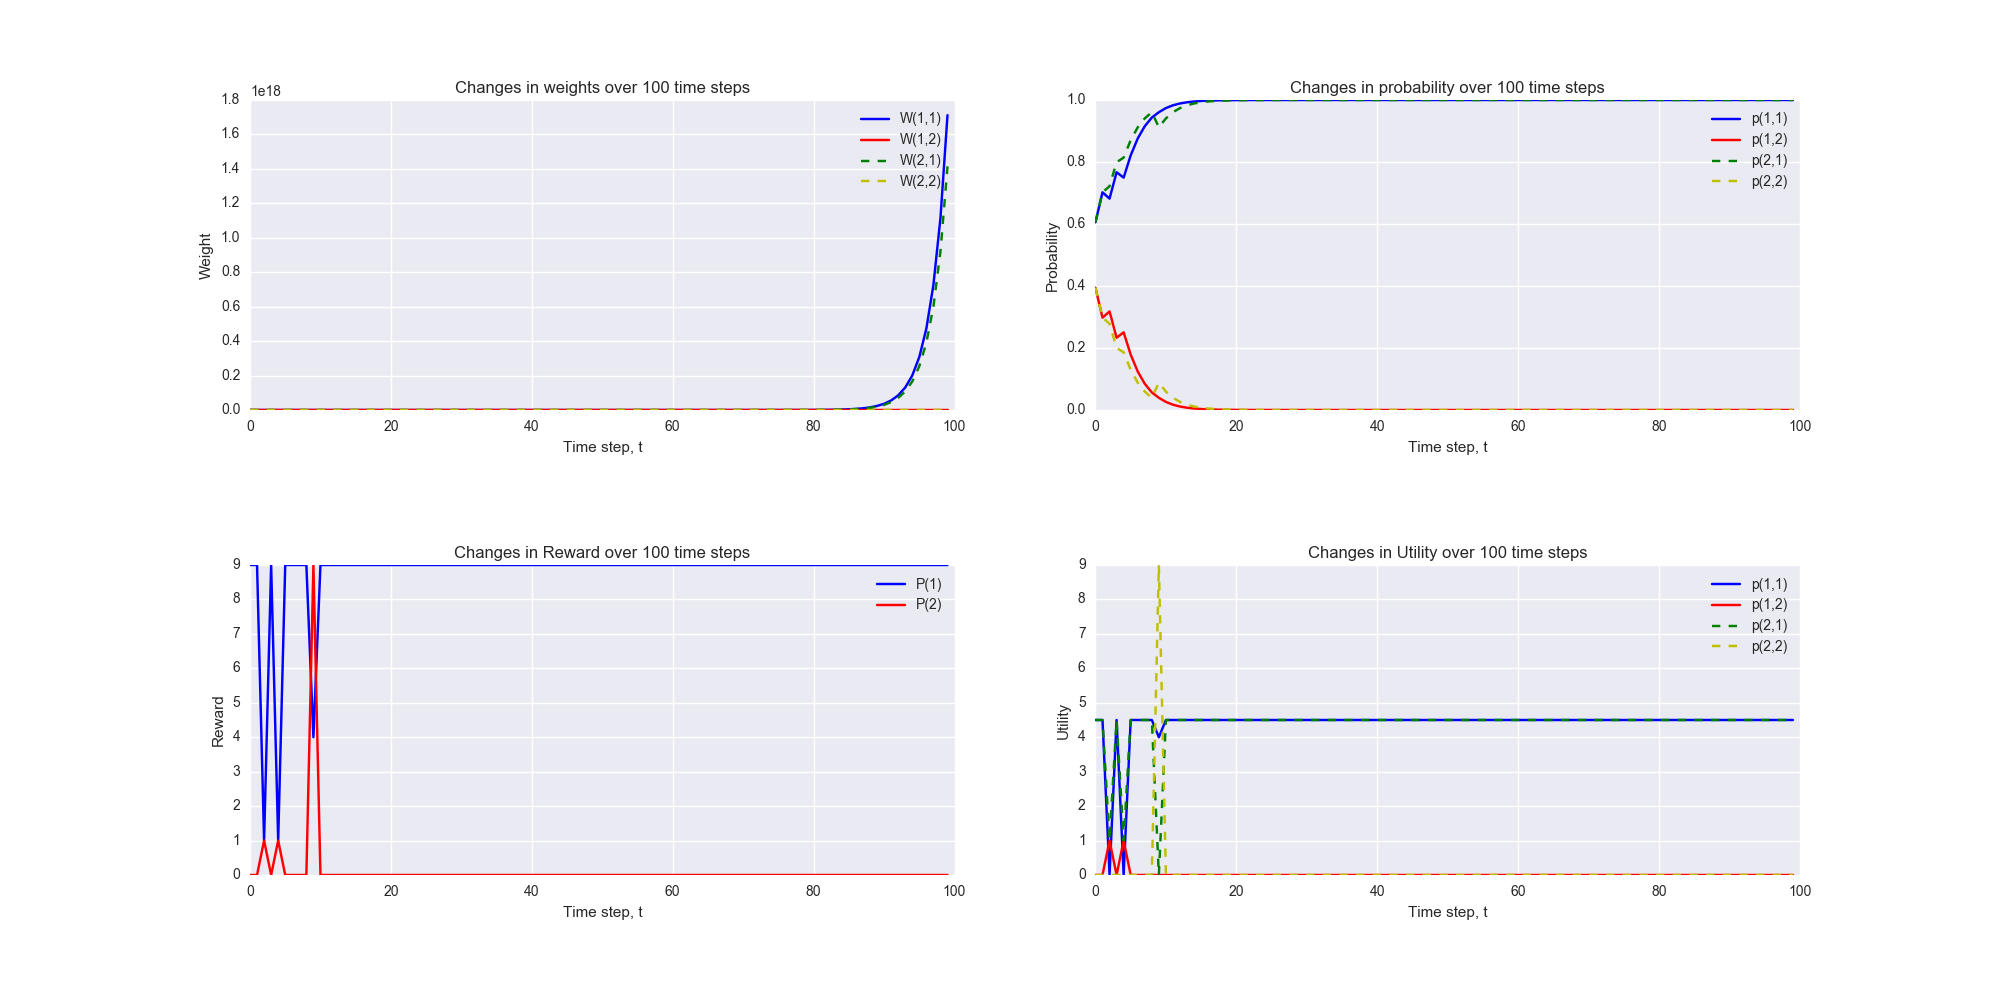 Changes in weights over 100 time steps
1e18
1.8
1.6
1.4
1.2
1.0
0.8
0.6
0.4
0.2
0.0
Weight
0 20 40 60 80 100
Time step, t
W(1,1)
W(1,2)
W(2,1)
W(2,2)
Changes in probability over 100 time steps
1.0
0.8
0.6
0.4
0.2
0.0
Probability
0 20 40 60 80 100
Time step, t
p(1,1)
p(1,2)
p(2,1)
p(2,2)
Changes in Reward over 100 time steps
9
8
7
6
5
4
3
2
1
0
Reward
0 20 40 60 80 100
Time step, t
P(1)
P(2)
Changes in Utility over 100 time steps
9
8
7
6
5
4
3
2
1
0
Utility
0 20 40 60 80 100
Time step, t
p(1,1)
p(1,2)
p(2,1)
p(2,2)